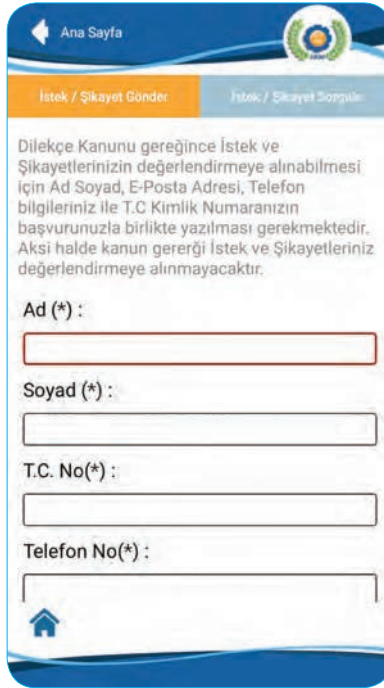 Ana Sayfa
İstek / Şikayet Gönder
İstek / Şikayet Sorgula
Dilekçe Kanunu gereğince İstek ve
Şikayetlerinizin değerlendirmeye alınabilmesi
için Ad Soyad, E-Posta Adresi, Telefon
bilgileriniz ile T.C Kimlik Numaranızın
başvurunuzla birlikte yazılması gerekmektedir.
Aksi halde kanun gererği İstek ve Şikayetleriniz
değerlendirmeye alınmayacaktır.
Ad (*) :
Soyad (*) :
T.C. No(*) :
Telefon No(*) :